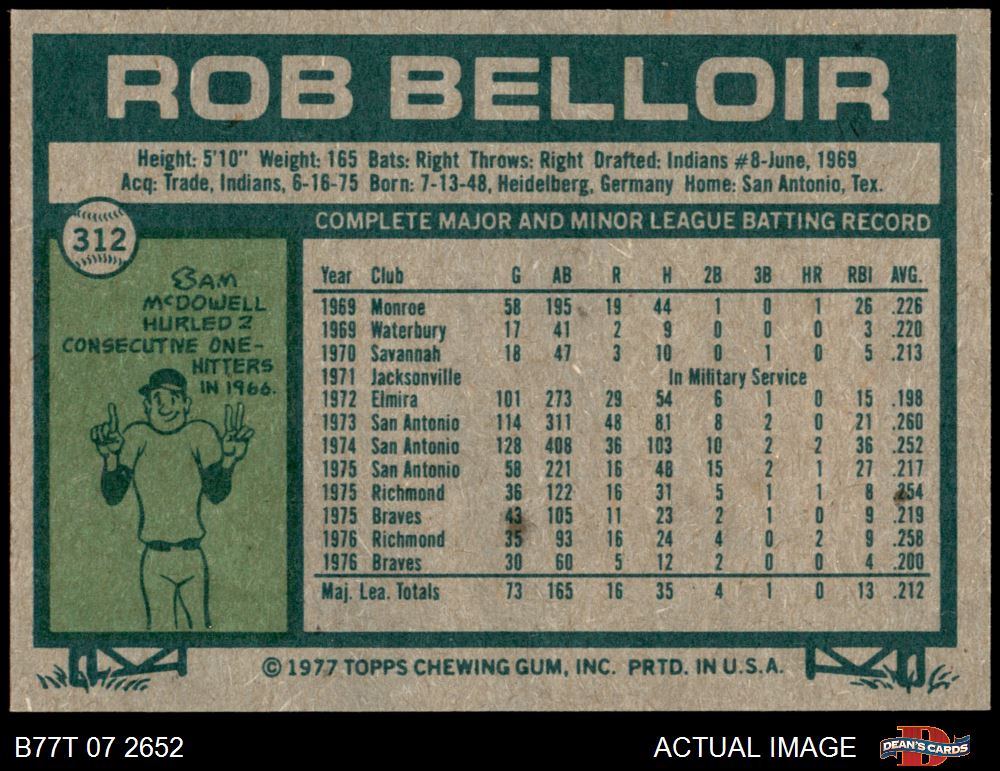 ROB BELLOIR
Height: 5'10" Weight: 165 Bats: Right Throws: Right Drafted: Indians #8-June, 1969
Acq: Trade, Indians, 6-16-75 Born: 7-13-48, Heidelberg, Germany Home: San Antonio, Tex.
312
SAM
McDOWELL
HURLED 2
CONSECUTIVE ONE-
HITTERS
IN 1966.
COMPLETE MAJOR AND MINOR LEAGUE BATTING RECORD
Year Club G AB R H 2B 3B HR RBI AVG.
1969 Monroe 58 195 19 44 1 0 1 26 .226
1969 Waterbury 17 41 2 9 0 0 0 3 .220
1970 Savannah 18 47 3 10 0 1 0 5 .213
1971 Jacksonville In Military Service
1972 Elmira 101 273 29 54 6 1 0 15 .198
1973 San Antonio 114 311 48 81 8 2 0 21 .260
1974 San Antonio 128 408 36 103 10 2 2 36 .252
1975 San Antonio 58 221 16 48 15 2 1 27 .217
1975 Richmond 36 122 16 31 5 1 1 8 .254
1975 Braves 43 105 11 23 2 1 0 9 .219
1976 Richmond 35 93 16 24 4 0 2 9 .258
1976 Braves 30 60 5 12 2 0 0 4 .200
Maj. Lea. Totals 73 165 16 35 4 1 0 13 .212
© 1977 TOPPS CHEWING GUM, INC. PRTD. IN U.S.A.
B77T 07 2652
ACTUAL IMAGE
D
DEAN'S CARDS